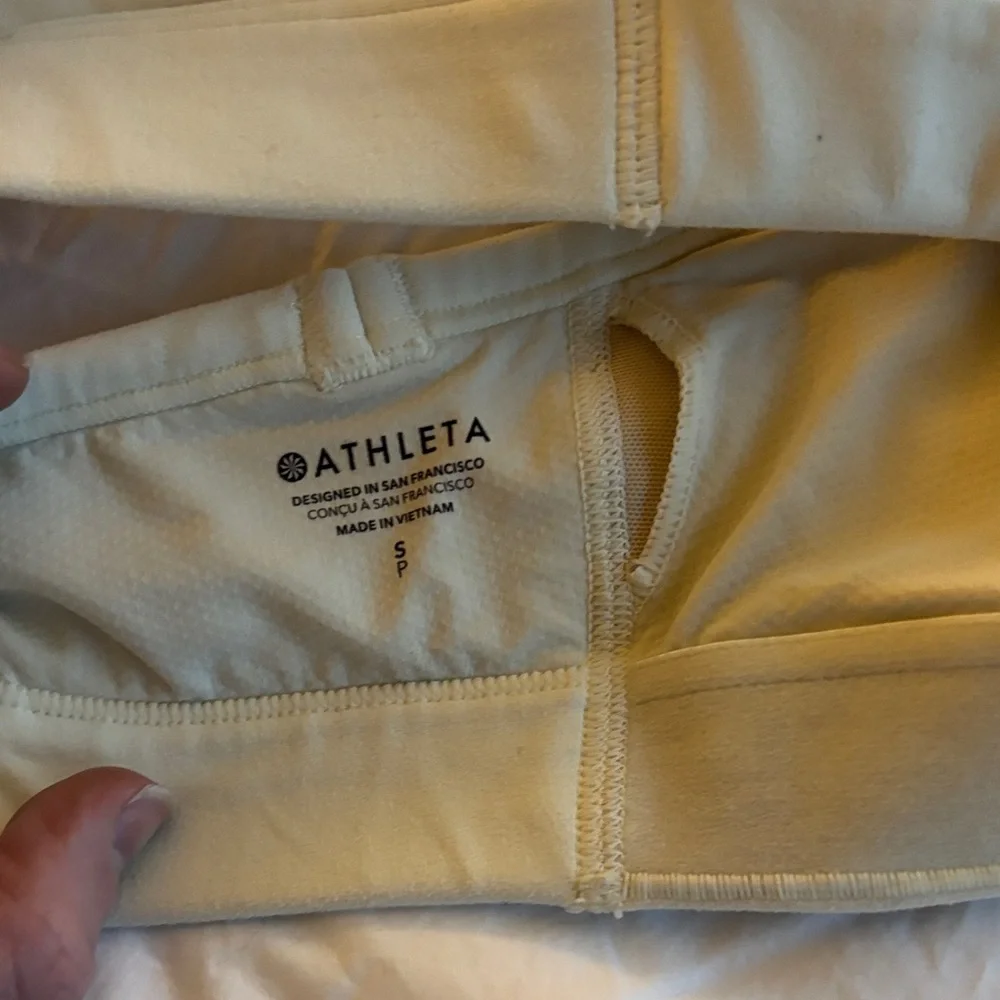 ATHLETA
DESIGNED IN SAN FRANCISCO
CONÇU À SAN FRANCISCO
MADE IN VIETNAM
S
P